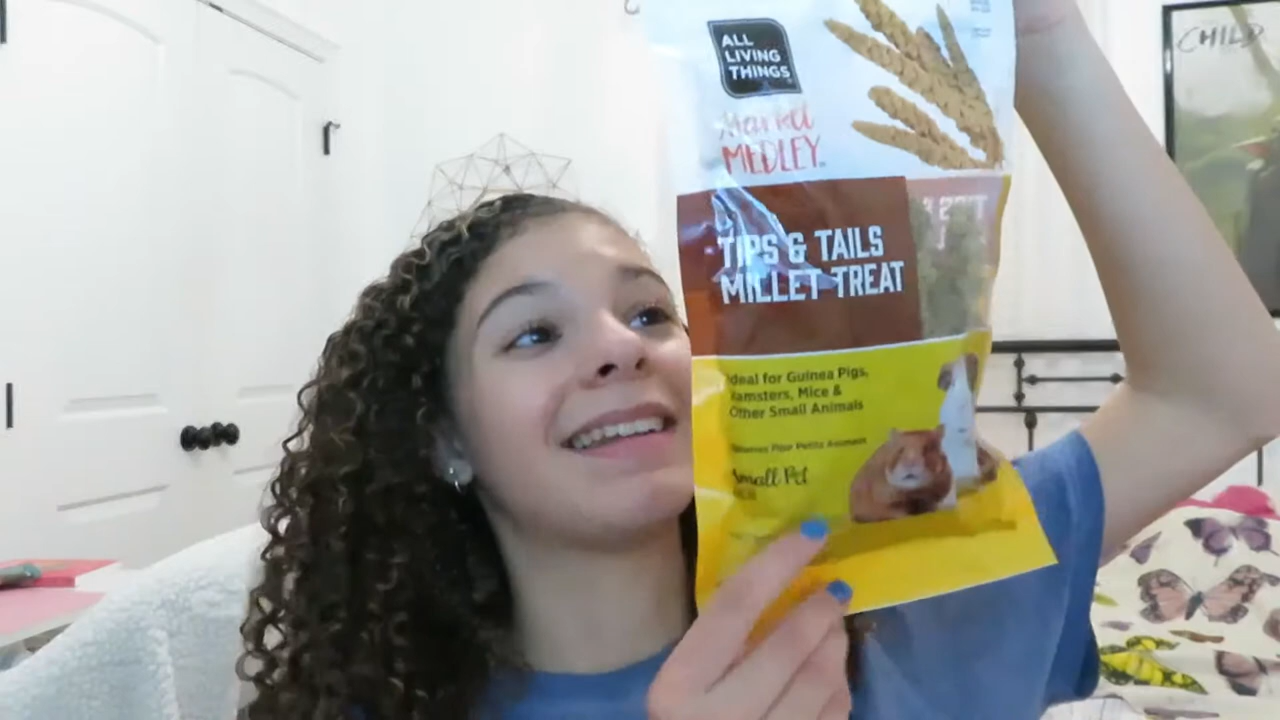 ALL
LIVING
THINGS
Market
MEDLEY
TIPS & TAILS
MILLET TREAT
Ideal for Guinea Pigs,
Hamsters, Mice &
Other Small Animals
Small Pet
CHILD